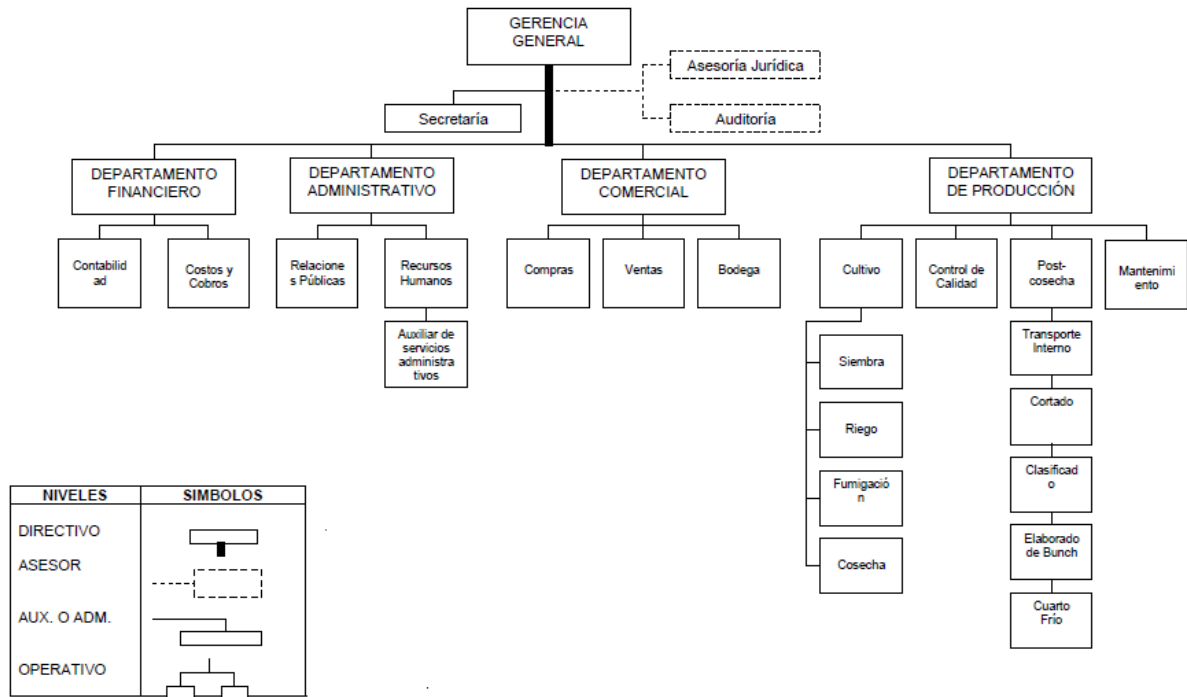 GERENCIA
GENERAL
Asesoría Jurídica
Secretaría
Auditoría
DEPARTAMENTO
FINANCIERO
DEPARTAMENTO
ADMINISTRATIVO
DEPARTAMENTO
COMERCIAL
DEPARTAMENTO
DE PRODUCCIÓN
Contabilid
ad
Costos y
Cobros
Relacione
s Públicas
Recursos
Humanos
Compras
Ventas
Bodega
Cultivo
Control de
Calidad
Post-
cosecha
Mantenimi
ento
Auxiliar de
servicios
administra
tivos
Siembra
Riego
Fumigació
n
Cosecha
Transporte
Interno
Cortado
Clasificad
o
Elaborado
de Bunch
Cuarto
Frío
NIVELES
SIMBOLOS
DIRECTIVO
ASESOR
AUX. O ADM.
OPERATIVO